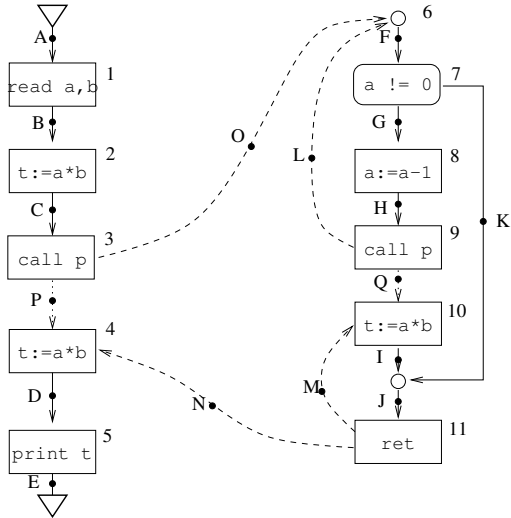 A
1
read a,b
B
2
t:=a*b
C
3
call p
P
4
t:=a*b
D
5
print t
E
O
L
N
M
6
F
7
a != 0
G
8
a:=a-1
H
9
call p
Q
10
t:=a*b
I
J
11
ret
K